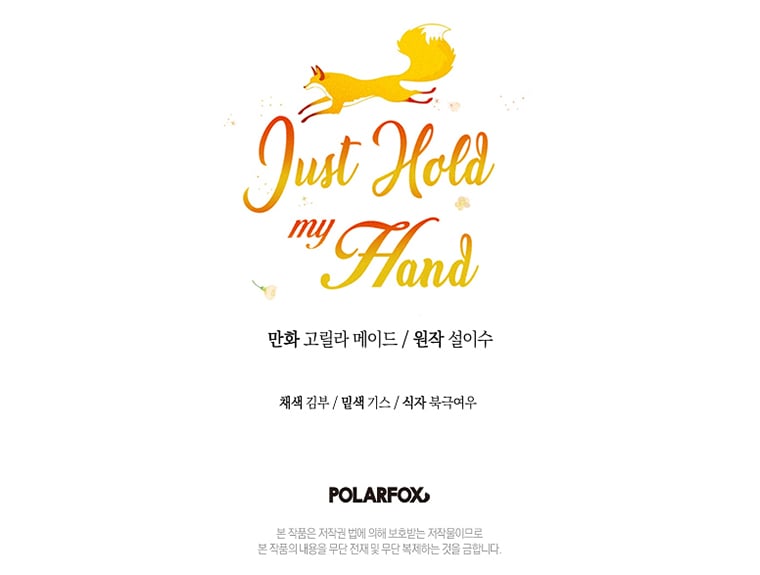 Just Hold
my Hand
만화 고릴라 메이드 / 원작 설이수
채색 김부 / 밑색 기스 / 식자 북극여우
POLARFOX
본 작품은 저작권 법에 의해 보호받는 저작물이므로
본 작품의 내용을 무단 전재 및 무단 복제하는 것을 금합니다.